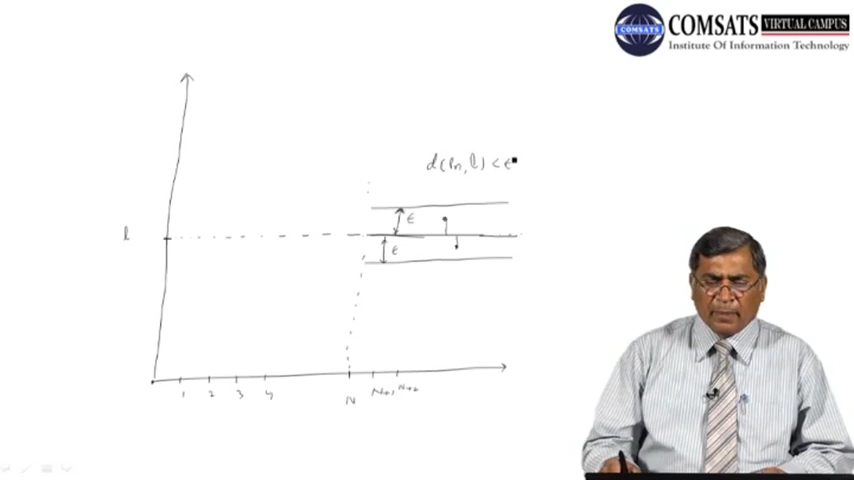 COMSATS
COMSATS VIRTUAL CAMPUS
Institute Of Information Technology
d(Pn, l) < ε
ε
l
ε
1 2 3 4 N N+1 N+2